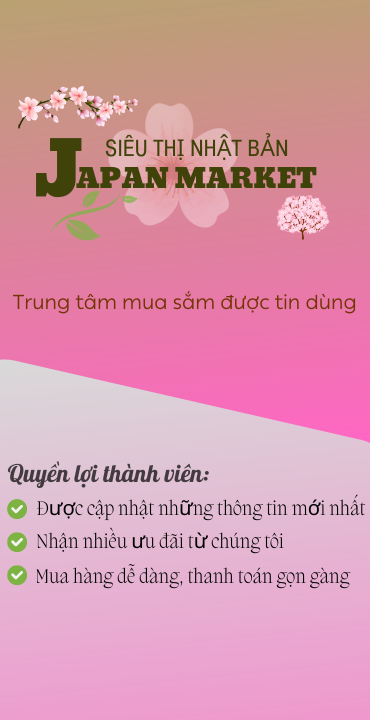 SIÊU THỊ NHẬT BẢN
JAPAN MARKET
Trung tâm mua sắm được tin dùng
Quyền lợi thành viên:
Được cập nhật những thông tin mới nhất
Nhận nhiều ưu đãi từ chúng tôi
Mua hàng dễ dàng, thanh toán gọn gàng